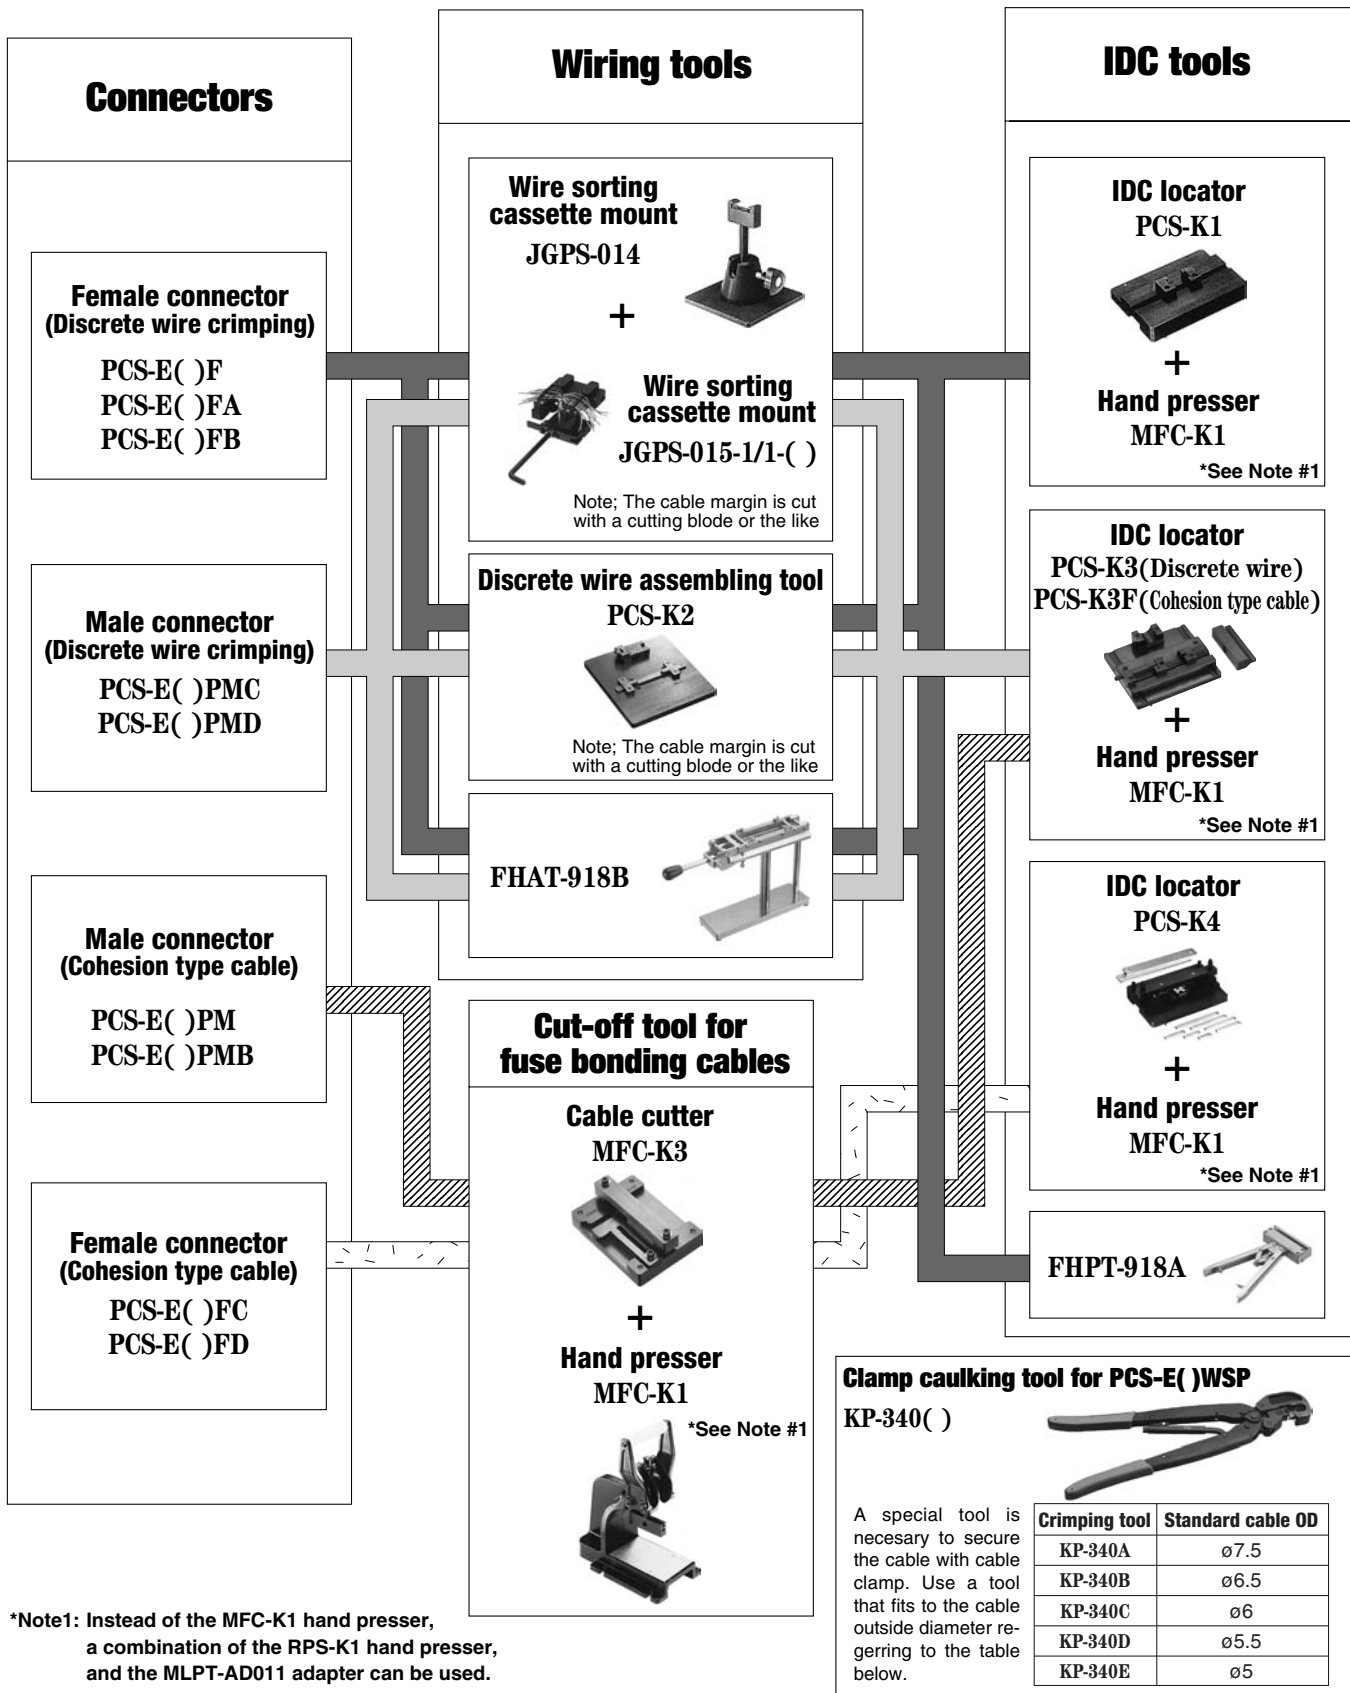 Connectors
Female connector
(Discrete wire crimping)
PCS-E( )F
PCS-E( )FA
PCS-E( )FB
Male connector
(Discrete wire crimping)
PCS-E( )PMC
PCS-E( )PMD
Male connector
(Cohesion type cable)
PCS-E( )PM
PCS-E( )PMB
Female connector
(Cohesion type cable)
PCS-E( )FC
PCS-E( )FD
Wiring tools
Wire sorting
cassette mount
JGPS-014
+
Wire sorting
cassette mount
JGPS-015-1/1-( )
Note; The cable margin is cut
with a cutting blode or the like
Discrete wire assembling tool
PCS-K2
Note; The cable margin is cut
with a cutting blode or the like
FHAT-918B
Cut-off tool for
fuse bonding cables
Cable cutter
MFC-K3
+
Hand presser
MFC-K1
*See Note #1
IDC tools
IDC locator
PCS-K1
+
Hand presser
MFC-K1
*See Note #1
IDC locator
PCS-K3(Discrete wire)
PCS-K3F(Cohesion type cable)
+
Hand presser
MFC-K1
*See Note #1
IDC locator
PCS-K4
+
Hand presser
MFC-K1
*See Note #1
FHPT-918A
Clamp caulking tool for PCS-E( )WSP
KP-340( )
A special tool is
necesary to secure
the cable with cable
clamp. Use a tool
that fits to the cable
outside diameter re-
gerring to the table
below.
Crimping tool Standard cable OD
KP-340A ø7.5
KP-340B ø6.5
KP-340C ø6
KP-340D ø5.5
KP-340E ø5
*Note1: Instead of the MFC-K1 hand presser,
a combination of the RPS-K1 hand presser,
and the MLPT-AD011 adapter can be used.